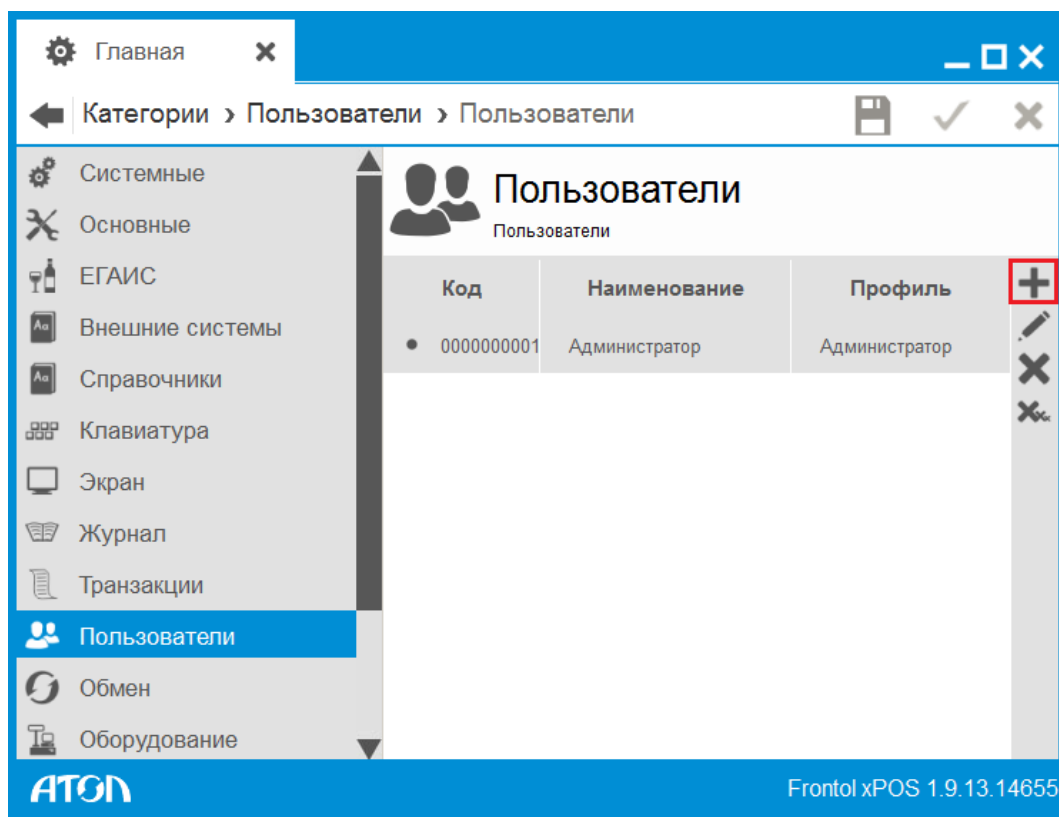 Главная
Категории › Пользователи › Пользователи
Системные
Основные
ЕГАИС
Внешние системы
Справочники
Клавиатура
Экран
Журнал
Транзакции
Пользователи
Обмен
Оборудование
Пользователи
Пользователи
Код Наименование Профиль
0000000001 Администратор Администратор
АТОЛ
Frontol xPOS 1.9.13.14655